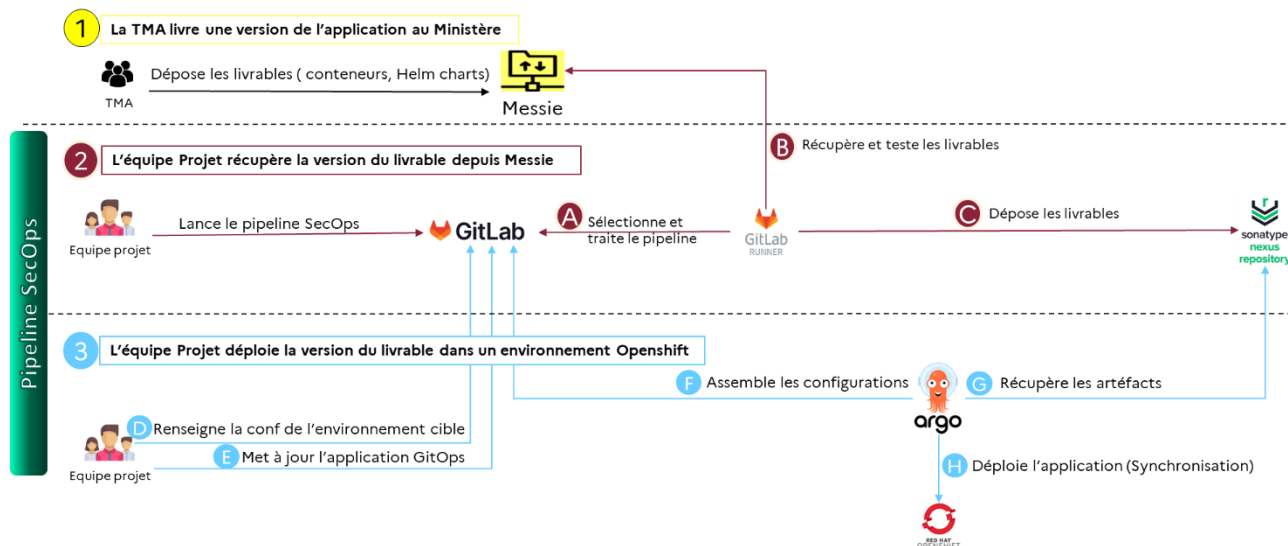 1 La TMA livre une version de l’application au Ministère
Dépose les livrables ( conteneurs, Helm charts)
TMA
Messie
Pipeline SecOps
2 L’équipe Projet récupère la version du livrable depuis Messie
B Récupère et teste les livrables
Lance le pipeline SecOps
Equipe projet
GitLab
A Sélectionne et
traite le pipeline
GitLab
RUNNER
C Dépose les livrables
sonatype
nexus
repository
3 L’équipe Projet déploie la version du livrable dans un environnement Openshift
F Assemble les configurations
argo
G Récupère les artéfacts
D Renseigne la conf de l’environnement cible
E Met à jour l’application GitOps
Equipe projet
H Déploie l’application (Synchronisation)
RED HAT
OPENSHIFT